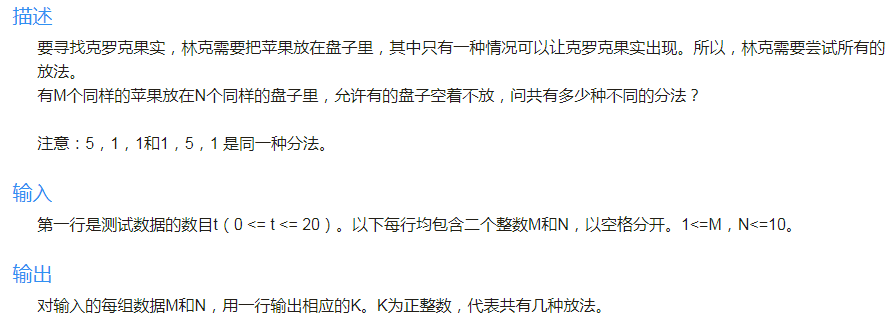 描述
要寻找克罗克果实，林克需要把苹果放在盘子里，其中只有一种情况可以让克罗克果实出现。所以，林克需要尝试所有的
放法。
有M个同样的苹果放在N个同样的盘子里，允许有的盘子空着不放，问共有多少种不同的分法？
注意：5，1，1和1，5，1 是同一种分法。
输入
第一行是测试数据的数目t（0 <= t <= 20）。以下每行均包含二个整数M和N，以空格分开。1<=M，N<=10。
输出
对输入的每组数据M和N，用一行输出相应的K。K为正整数，代表共有几种放法。